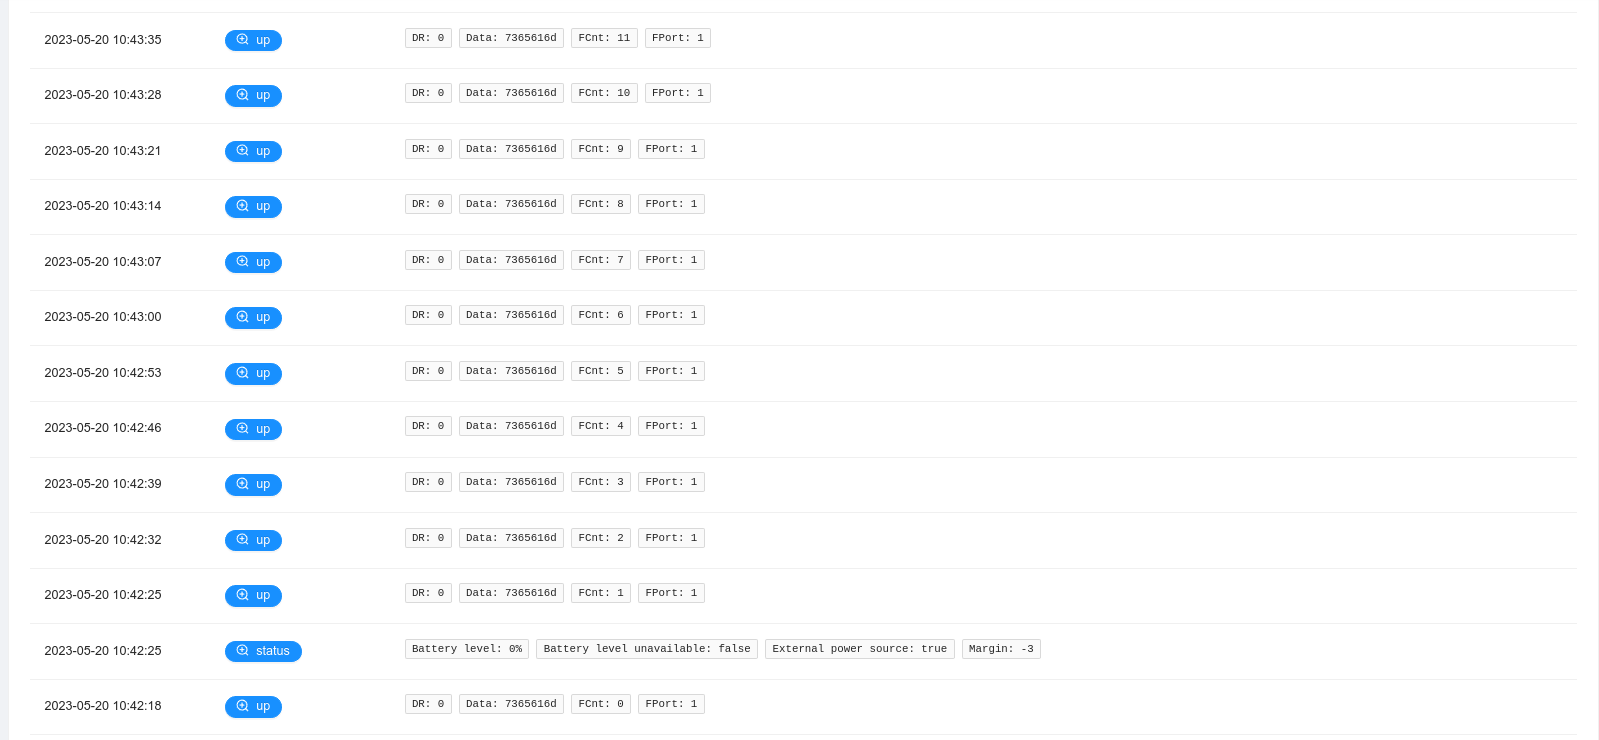 2023-05-20 10:43:35 up DR: 0 Data: 7365616d FCnt: 11 FPort: 1
2023-05-20 10:43:28 up DR: 0 Data: 7365616d FCnt: 10 FPort: 1
2023-05-20 10:43:21 up DR: 0 Data: 7365616d FCnt: 9 FPort: 1
2023-05-20 10:43:14 up DR: 0 Data: 7365616d FCnt: 8 FPort: 1
2023-05-20 10:43:07 up DR: 0 Data: 7365616d FCnt: 7 FPort: 1
2023-05-20 10:43:00 up DR: 0 Data: 7365616d FCnt: 6 FPort: 1
2023-05-20 10:42:53 up DR: 0 Data: 7365616d FCnt: 5 FPort: 1
2023-05-20 10:42:46 up DR: 0 Data: 7365616d FCnt: 4 FPort: 1
2023-05-20 10:42:39 up DR: 0 Data: 7365616d FCnt: 3 FPort: 1
2023-05-20 10:42:32 up DR: 0 Data: 7365616d FCnt: 2 FPort: 1
2023-05-20 10:42:25 up DR: 0 Data: 7365616d FCnt: 1 FPort: 1
2023-05-20 10:42:25 status Battery level: 0% Battery level unavailable: false External power source: true Margin: -3
2023-05-20 10:42:18 up DR: 0 Data: 7365616d FCnt: 0 FPort: 1